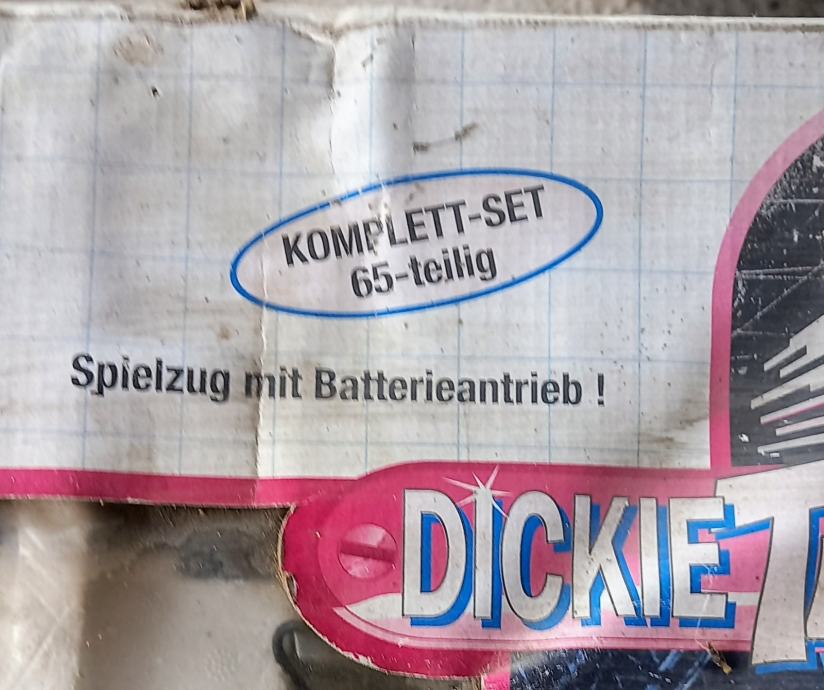 KOMPLETT-SET
65-teilig
Spielzug mit Batterieantrieb !
DICKIE